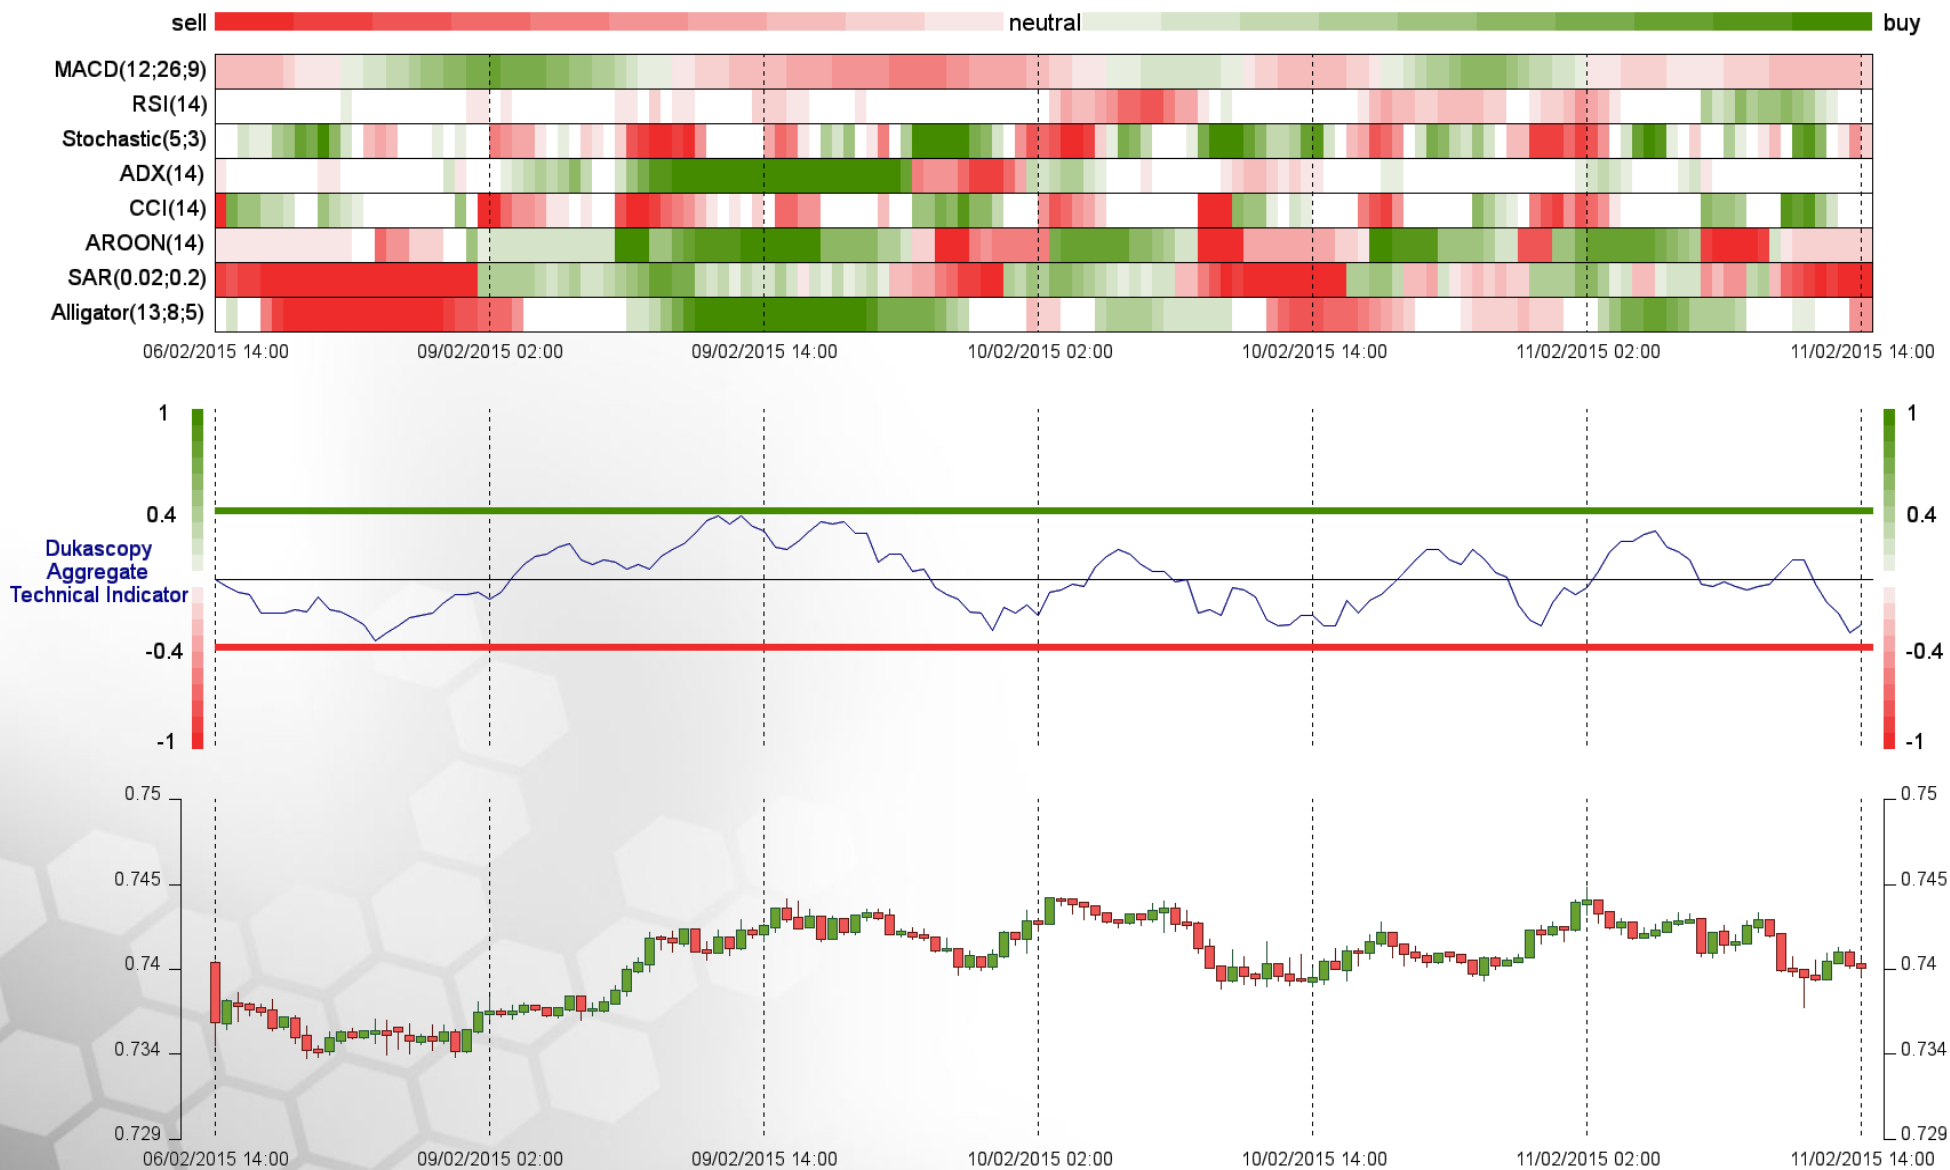 sell neutral buy
MACD(12;26;9)
RSI(14)
Stochastic(5;3)
ADX(14)
CCI(14)
AROON(14)
SAR(0.02;0.2)
Alligator(13;8;5)
06/02/2015 14:00 09/02/2015 02:00 09/02/2015 14:00 10/02/2015 02:00 10/02/2015 14:00 11/02/2015 02:00 11/02/2015 14:00
1 1
0.4 0.4
Dukascopy
Aggregate
Technical Indicator
-0.4 -0.4
-1 -1
0.75 0.75
0.745 0.745
0.74 0.74
0.734 0.734
0.729 0.729
06/02/2015 14:00 09/02/2015 02:00 09/02/2015 14:00 10/02/2015 02:00 10/02/2015 14:00 11/02/2015 02:00 11/02/2015 14:00